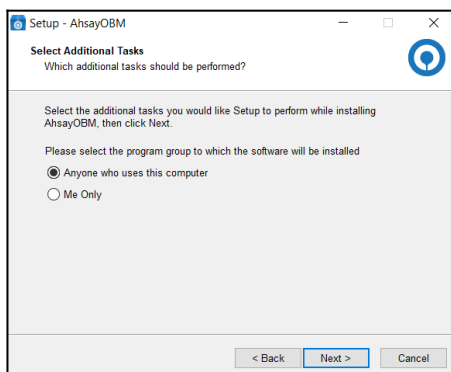 Setup - AhsayOBM
Select Additional Tasks
Which additional tasks should be performed?
Select the additional tasks you would like Setup to perform while installing
AhsayOBM, then click Next.
Please select the program group to which the software will be installed
Anyone who uses this computer
Me Only
< Back
Next >
Cancel